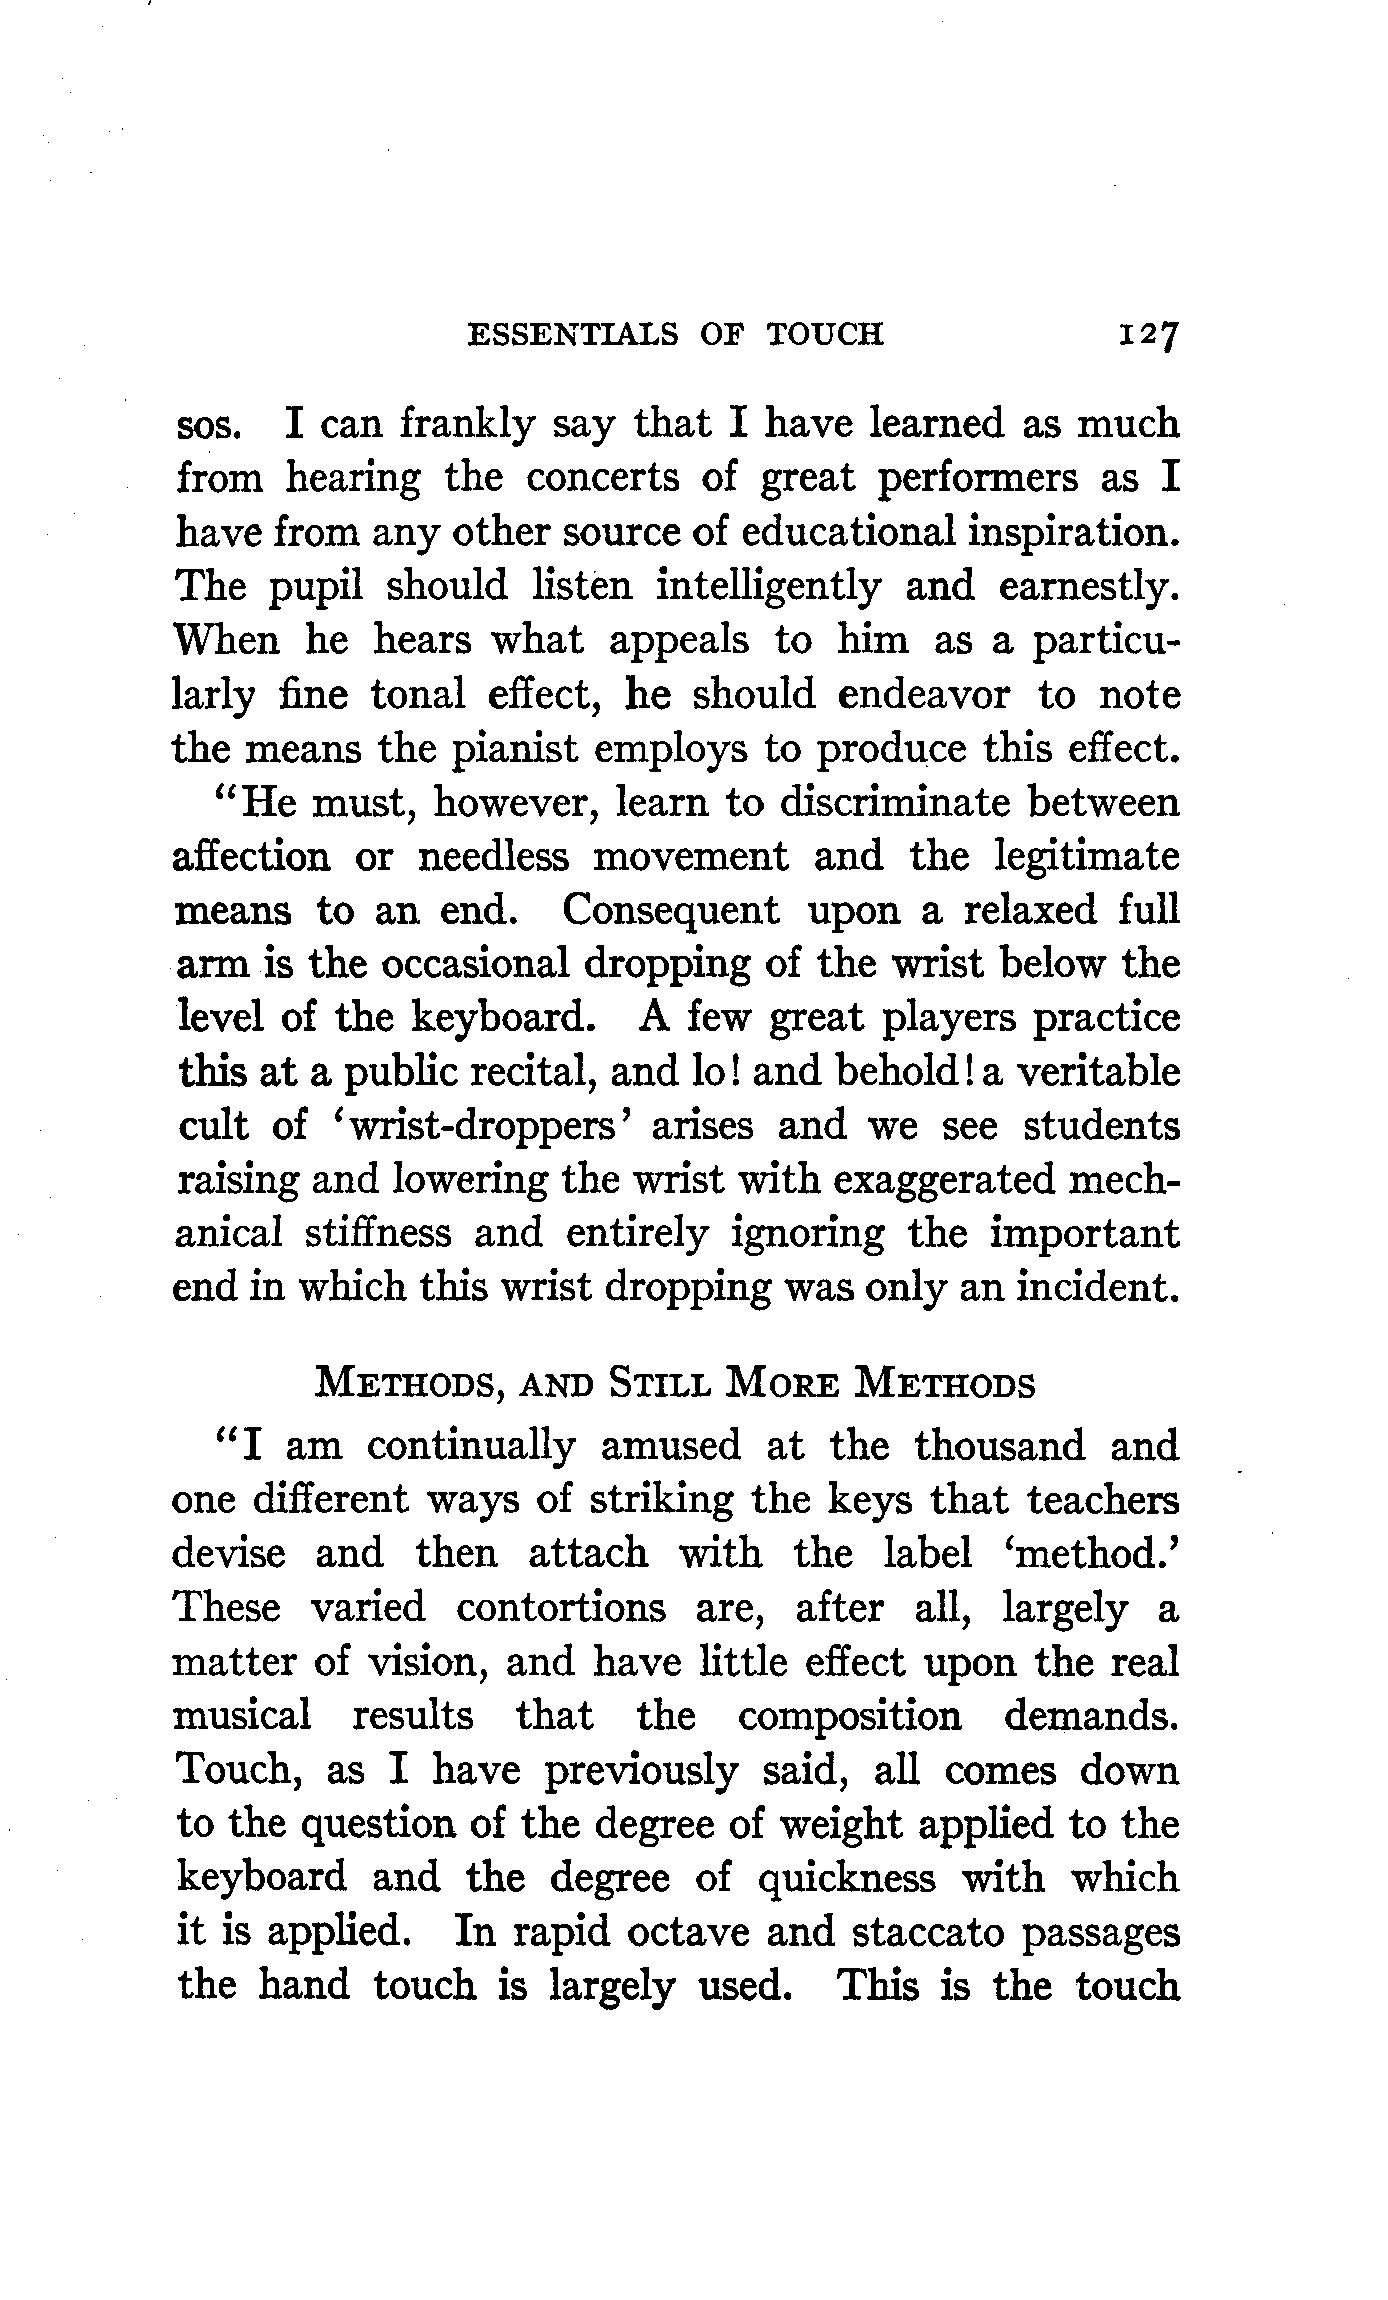 ESSENTIALS OF TOUCH 127
sos. I can frankly say that I have learned as much
from hearing the concerts of great performers as I
have from any other source of educational inspiration.
The pupil should listen intelligently and earnestly.
When he hears what appeals to him as a particu-
larly fine tonal effect, he should endeavor to note
the means the pianist employs to produce this effect.
"He must, however, learn to discriminate between
affection or needless movement and the legitimate
means to an end. Consequent upon a relaxed full
arm is the occasional dropping of the wrist below the
level of the keyboard. A few great players practice
this at a public recital, and lo! and behold! a veritable
cult of 'wrist-droppers' arises and we see students
raising and lowering the wrist with exaggerated mech-
anical stiffness and entirely ignoring the important
end in which this wrist dropping was only an incident.
METHODS, AND STILL MORE METHODS
"I am continually amused at the thousand and
one different ways of striking the keys that teachers
devise and then attach with the label 'method.'
These varied contortions are, after all, largely a
matter of vision, and have little effect upon the real
musical results that the composition demands.
Touch, as I have previously said, all comes down
to the question of the degree of weight applied to the
keyboard and the degree of quickness with which
it is applied. In rapid octave and staccato passages
the hand touch is largely used. This is the touch